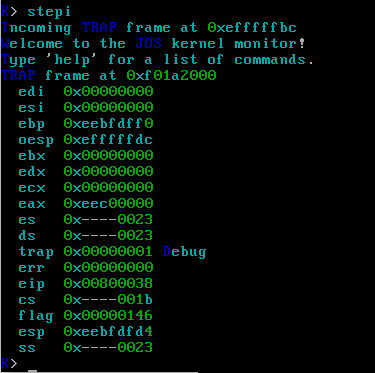 K> stepi
Incoming TRAP frame at 0xefffffbc
Welcome to the JOS kernel monitor!
Type 'help' for a list of commands.
TRAP frame at 0xf01a2000
edi 0x00000000
esi 0x00000000
ebp 0xeebfdff0
oesp 0xefffffdc
ebx 0x00000000
edx 0x00000000
ecx 0x00000000
eax 0xeec00000
es 0x----0023
ds 0x----0023
trap 0x00000001 Debug
err 0x00000000
eip 0x00800038
cs 0x----001b
flag 0x00000146
esp 0xeebfdfd4
ss 0x----0023
K> _